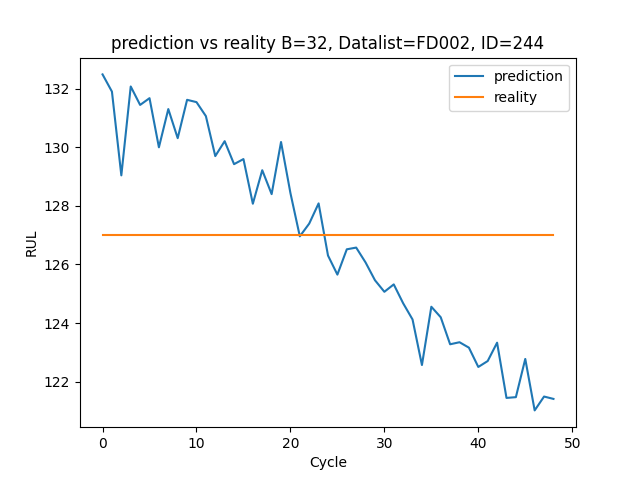 prediction vs reality B=32, Datalist=FD002, ID=244
prediction
reality
132
130
128
126
124
122
RUL
0 10 20 30 40 50
Cycle